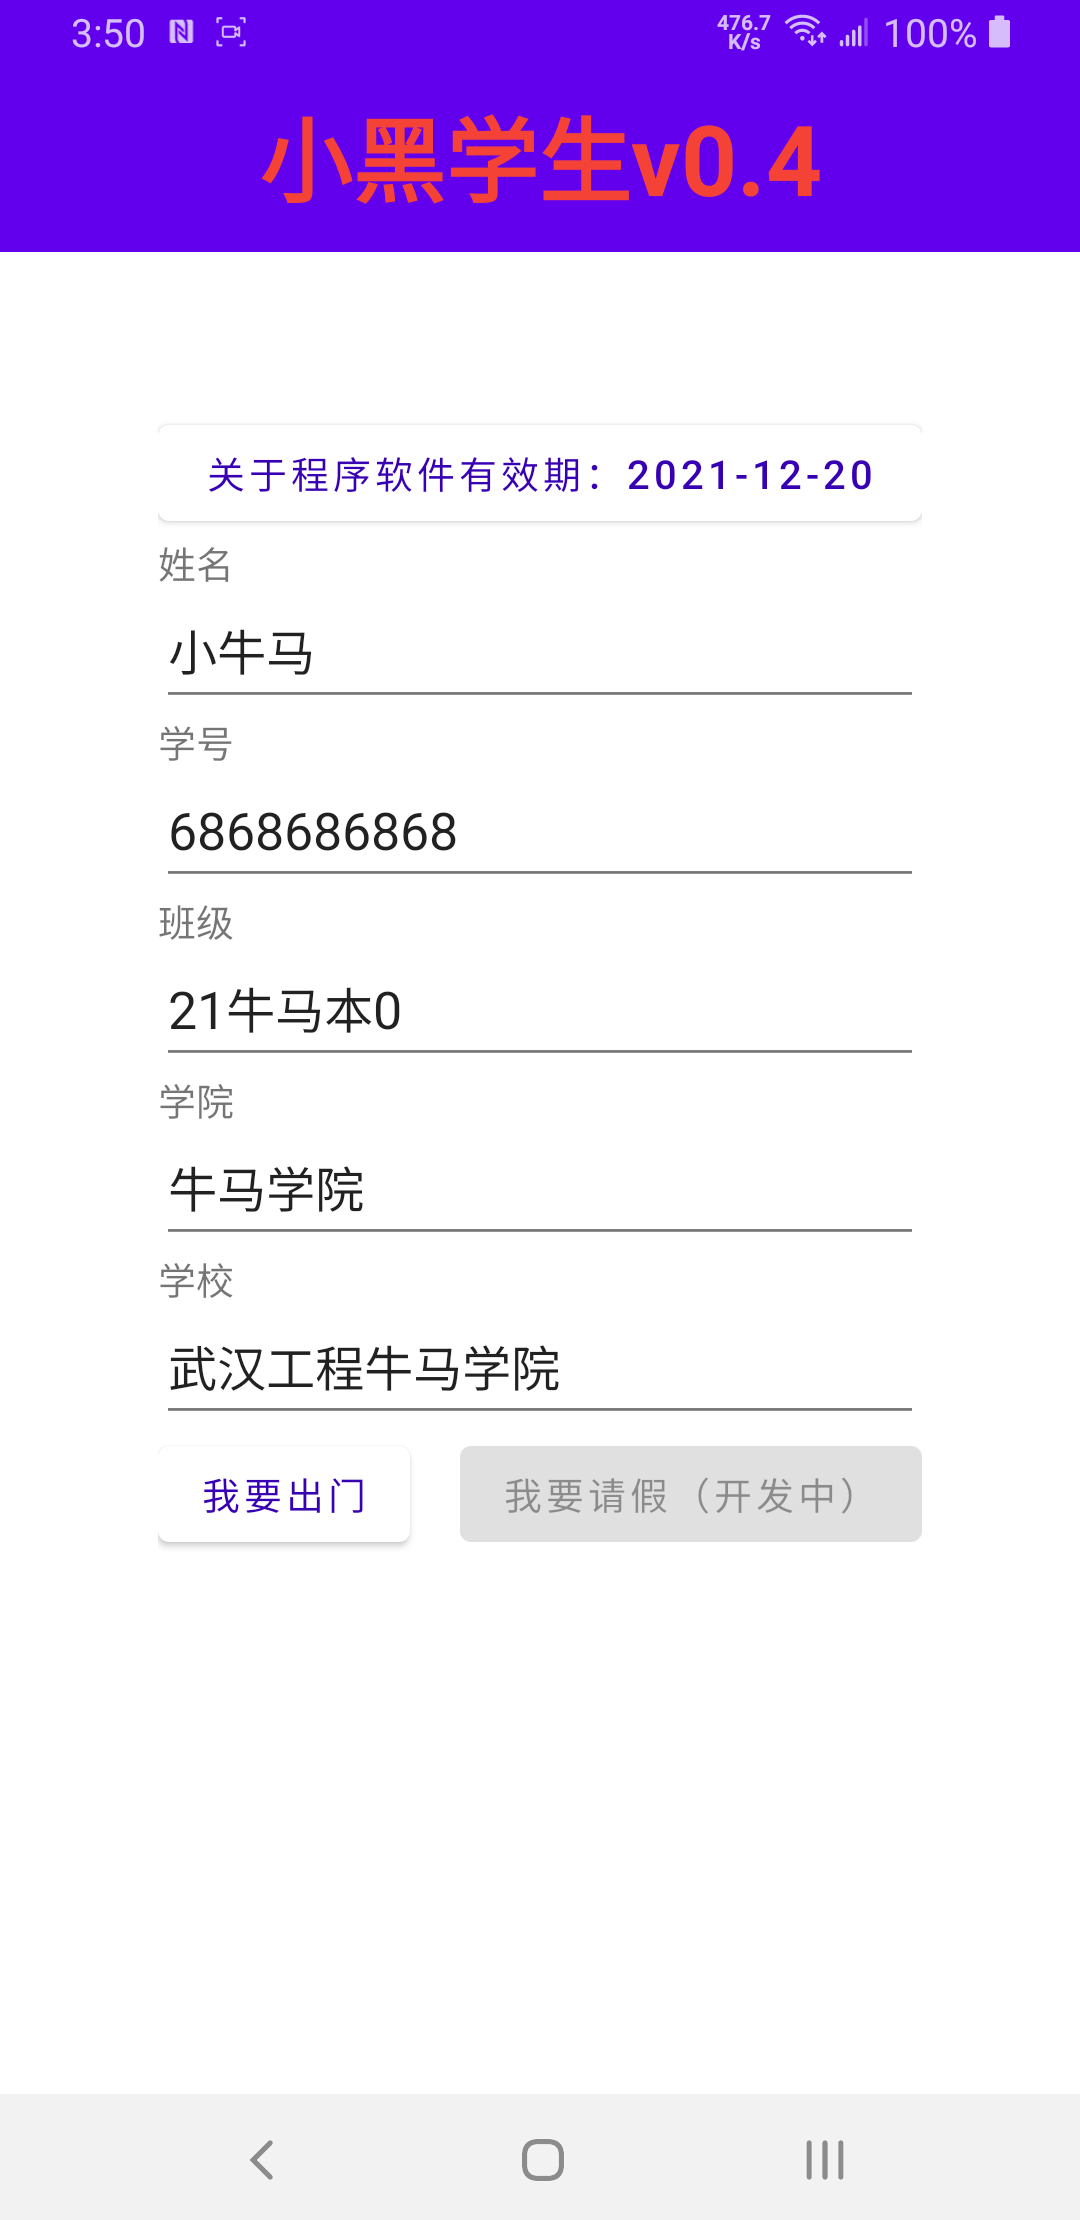 3:50 476.7 K/s 100%
小黑学生v0.4
关于程序软件有效期：2021-12-20
姓名
小牛马
学号
6868686868
班级
21牛马本0
学院
牛马学院
学校
武汉工程牛马学院
我要出门 我要请假（开发中）